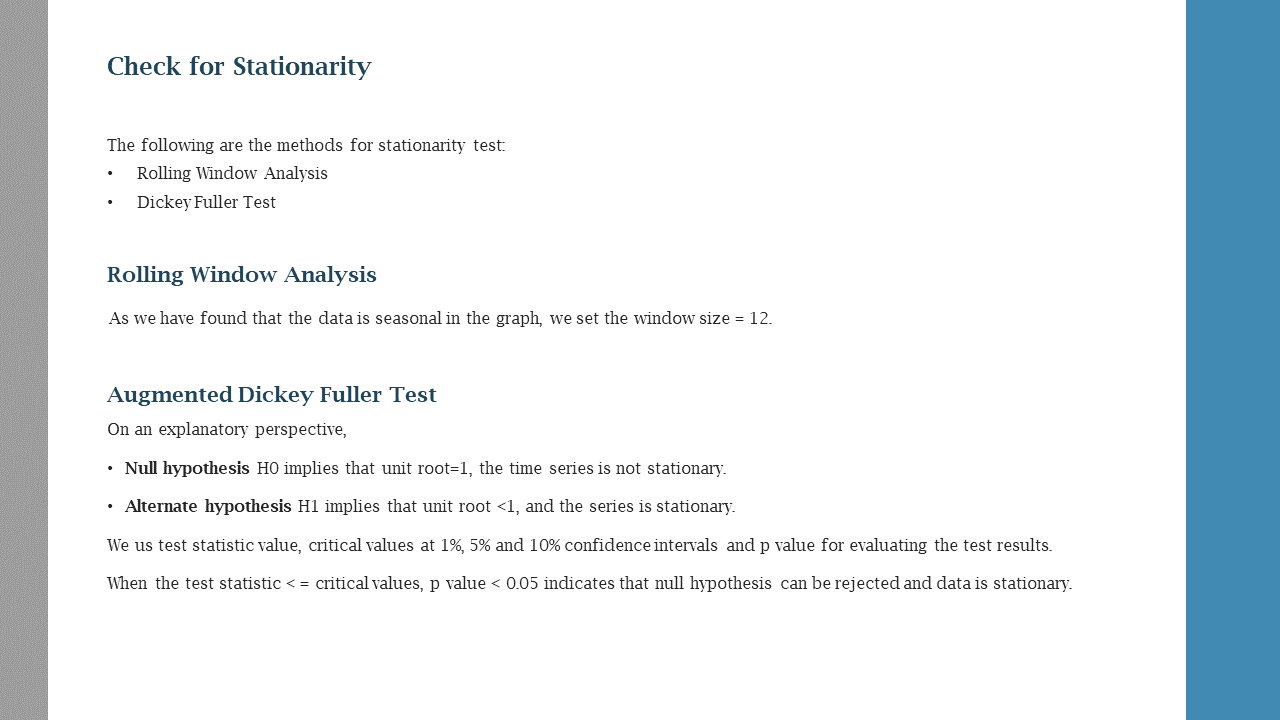 Check for Stationarity
The following are the methods for stationarity test:
• Rolling Window Analysis
• Dickey Fuller Test
Rolling Window Analysis
As we have found that the data is seasonal in the graph, we set the window size = 12.
Augmented Dickey Fuller Test
On an explanatory perspective,
• Null hypothesis H0 implies that unit root=1, the time series is not stationary.
• Alternate hypothesis H1 implies that unit root <1, and the series is stationary.
We us test statistic value, critical values at 1%, 5% and 10% confidence intervals and p value for evaluating the test results.
When the test statistic < = critical values, p value < 0.05 indicates that null hypothesis can be rejected and data is stationary.